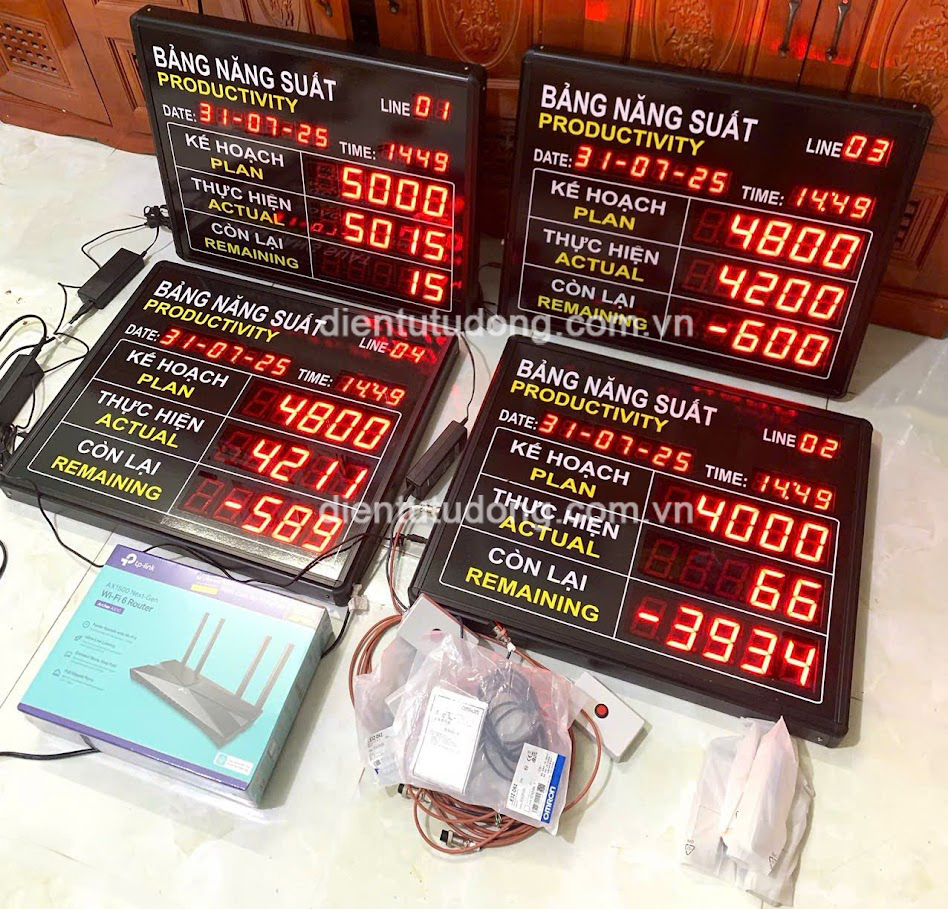 BẢNG NĂNG SUẤT
PRODUCTIVITY
LINE 01
DATE: 31-07-25 TIME: 14.49
KẾ HOẠCH
PLAN
5000
THỰC HIỆN
ACTUAL
5015
CÒN LẠI
REMAINING
15
BẢNG NĂNG SUẤT
PRODUCTIVITY
LINE 03
DATE: 31-07-25 TIME: 14.49
KẾ HOẠCH
PLAN
4800
THỰC HIỆN
ACTUAL
4200
CÒN LẠI
REMAINING
-600
dientutudong.com.vn
BẢNG NĂNG SUẤT
PRODUCTIVITY
LINE 04
DATE: 31-07-25 TIME: 14.49
KẾ HOẠCH
PLAN
4800
THỰC HIỆN
ACTUAL
4211
CÒN LẠI
REMAINING
-589
BẢNG NĂNG SUẤT
PRODUCTIVITY
LINE 02
DATE: 31-07-25 TIME: 14.49
KẾ HOẠCH
PLAN
4000
THỰC HIỆN
ACTUAL
66
CÒN LẠI
REMAINING
-3934
dientutudong.com.vn
tp-link
AX1500 Next-Gen
Wi-Fi 6 Router
OMRON